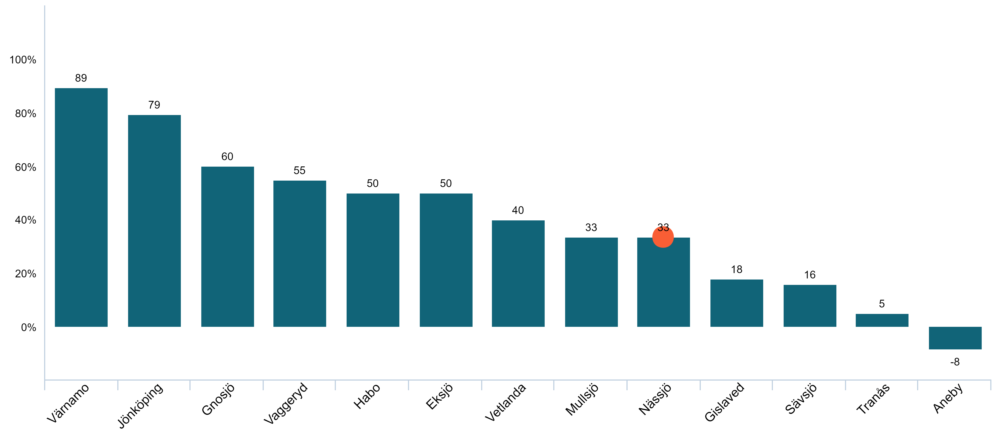 100%
80%
60%
40%
20%
0%
89
79
60
55
50
50
40
33
33
18
16
5
-8
Värnamo
Jönköping
Gnosjö
Vaggeryd
Habo
Eksjö
Vetlanda
Mullsjö
Nässjö
Gislaved
Sävsjö
Tranås
Aneby